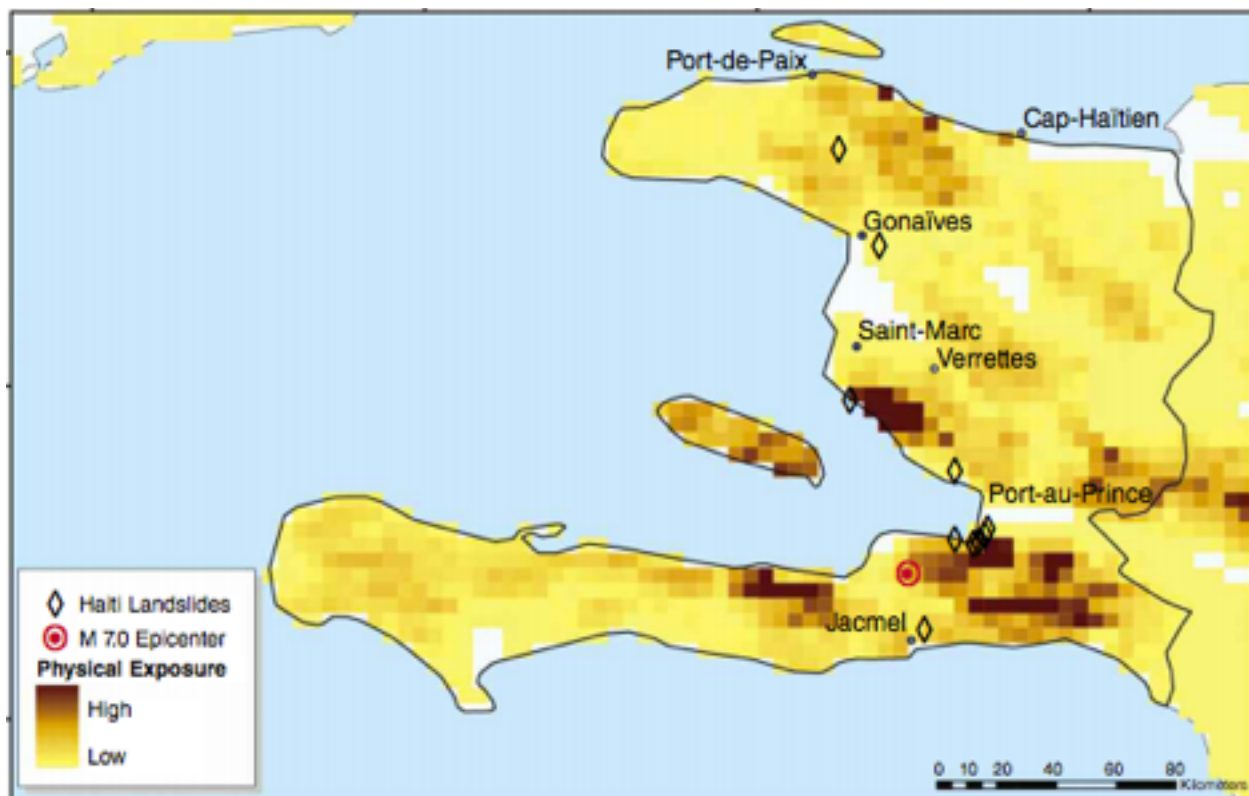 Port-de-Paix
Cap-Haïtien
Gonaïves
Saint-Marc
Verrettes
Port-au-Prince
Jacmel
Haiti Landslides
M 7.0 Epicenter
Physical Exposure
High
Low
0 10 20 40 60 80
Kilometers